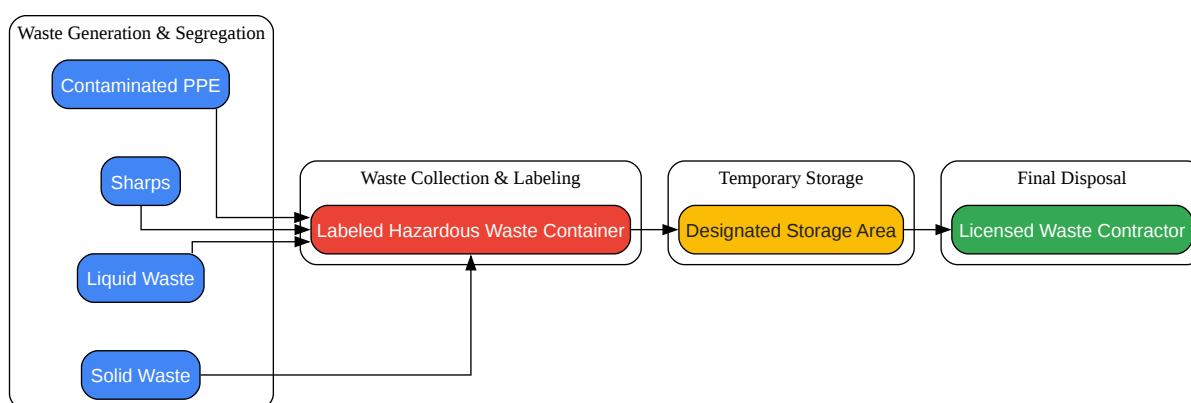 Waste Generation & Segregation
Contaminated PPE
Sharps
Liquid Waste
Solid Waste
Waste Collection & Labeling
Labeled Hazardous Waste Container
Temporary Storage
Designated Storage Area
Final Disposal
Licensed Waste Contractor